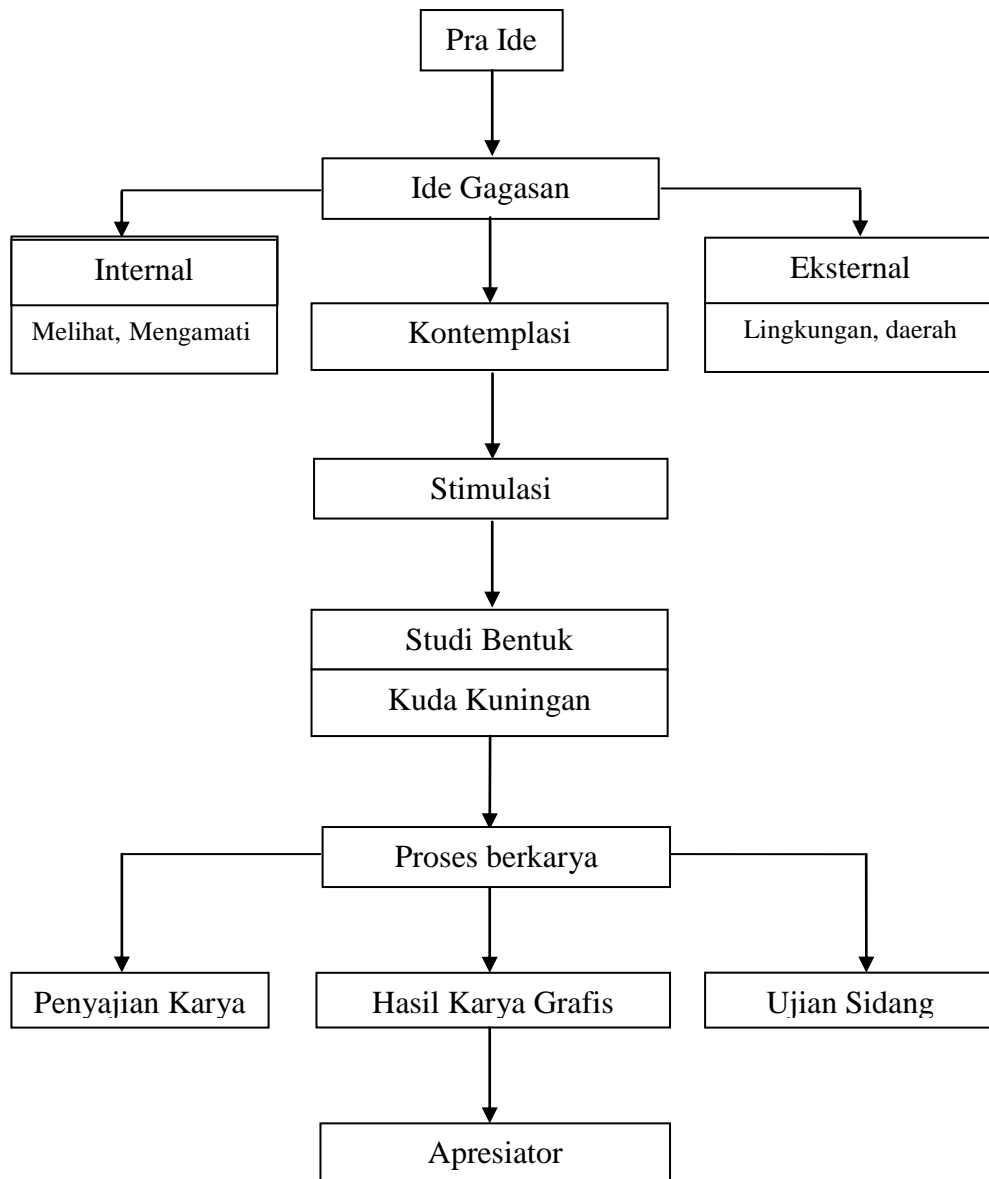 Pra Ide
Ide Gagasan
Internal
Melihat, Mengamati
Kontemplasi
Eksternal
Lingkungan, daerah
Stimulasi
Studi Bentuk
Kuda Kuningan
Proses berkarya
Penyajian Karya
Hasil Karya Grafis
Ujian Sidang
Apresiator